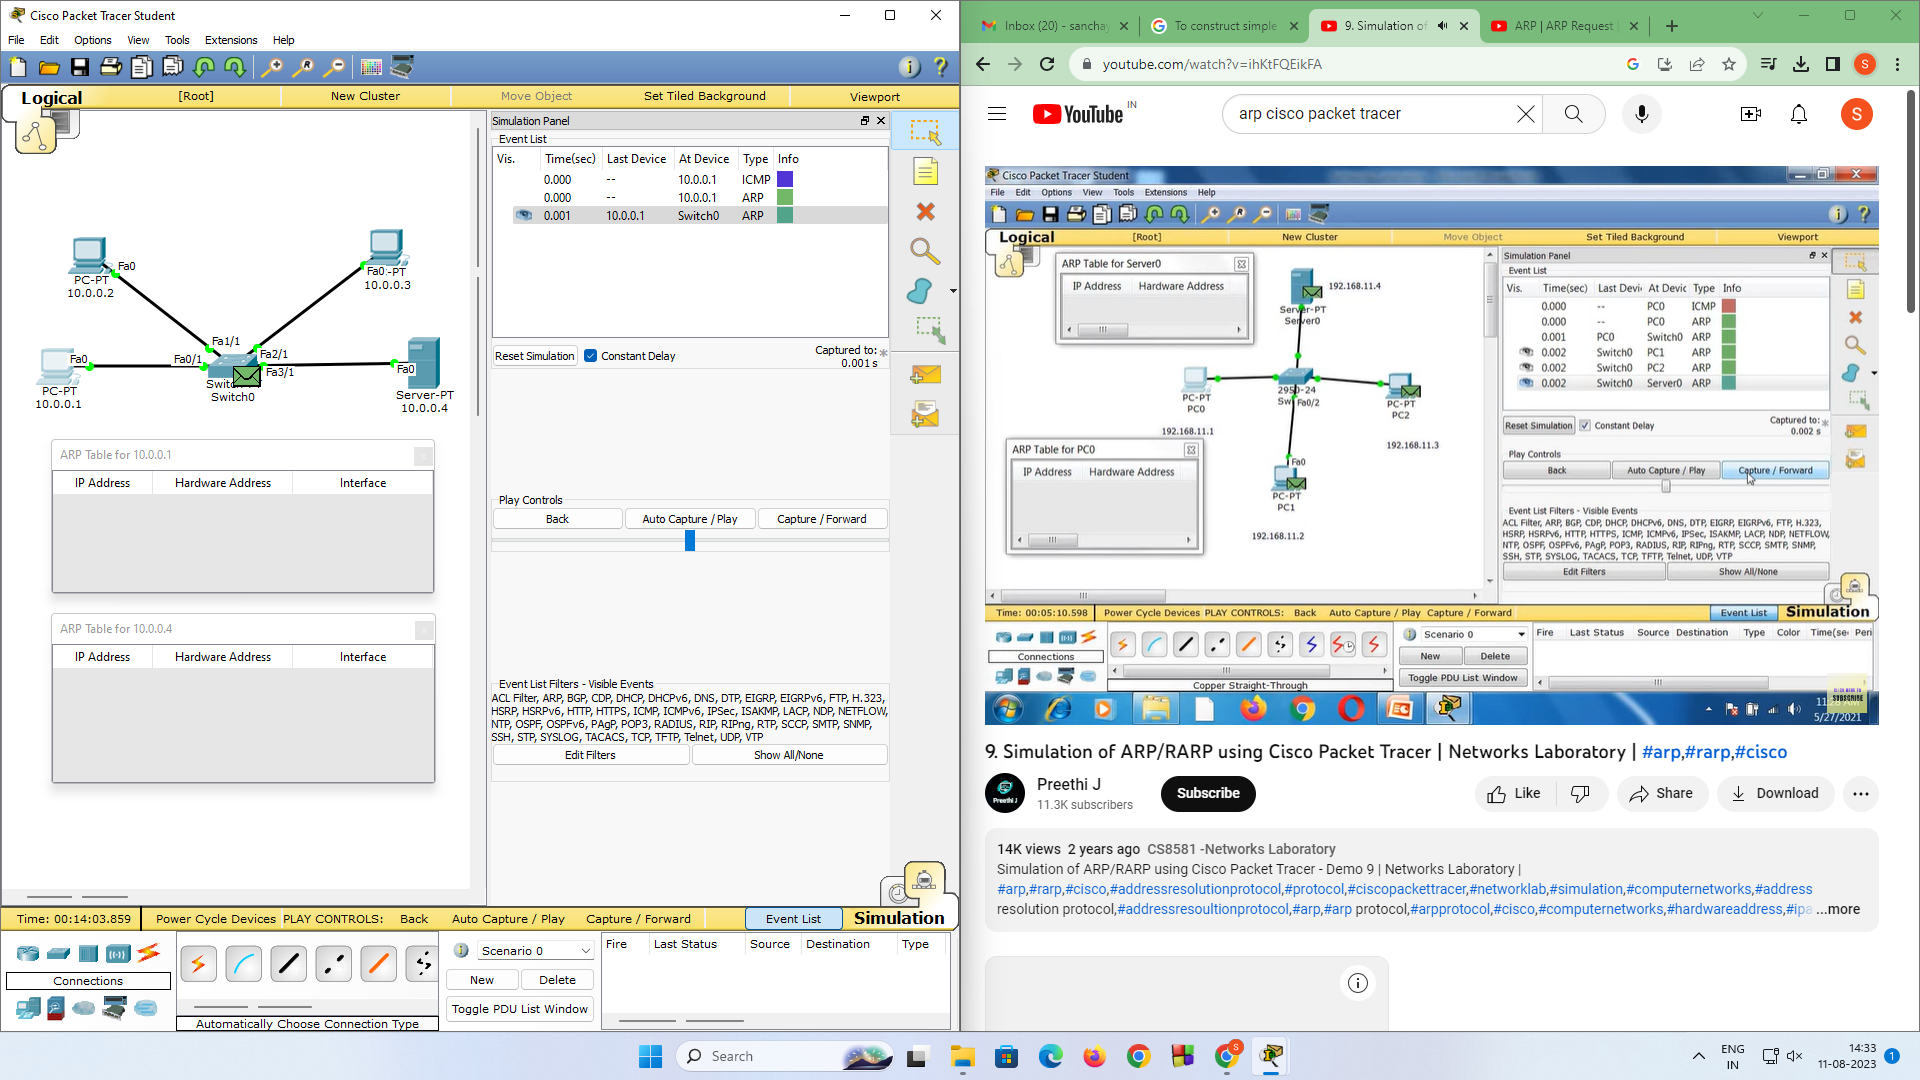 Cisco Packet Tracer Student
File Edit Options View Tools Extensions Help
Logical [Root] New Cluster Move Object Set Tiled Background Viewport
Simulation Panel
Event List
Vis. Time(sec) Last Device At Device Type Info
0.000 -- 10.0.0.1 ICMP
0.000 -- 10.0.0.1 ARP
0.001 10.0.0.1 Switch0 ARP
Reset Simulation Constant Delay Captured to: *
0.001 s
Fa0
PC-PT
10.0.0.2
Fa0:-PT
10.0.0.3
Fa1/1
Fa0 Fa0/1 Fa2/1
Fa3/1 Fa0
PC-PT
10.0.0.1
Switch0
Server-PT
10.0.0.4
ARP Table for 10.0.0.1
IP Address Hardware Address Interface
ARP Table for 10.0.0.4
IP Address Hardware Address Interface
Play Controls
Back Auto Capture / Play Capture / Forward
Event List Filters - Visible Events
ACL Filter, ARP, BGP, CDP, DHCP, DHCPv6, DNS, DTP, EIGRP, EIGRPv6, FTP, H.323,
HSRP, HSRPv6, HTTP, HTTPS, ICMP, ICMPv6, IPSec, ISAKMP, LACP, NDP, NETFLOW,
NTP, OSPF, OSPFv6, PAgP, POP3, RADIUS, RIP, RIPng, RTP, SCCP, SMTP, SNMP,
SSH, STP, SYSLOG, TACACS, TCP, TFTP, Telnet, UDP, VTP
Edit Filters Show All/None
Time: 00:14:03.859 Power Cycle Devices PLAY CONTROLS: Back Auto Capture / Play Capture / Forward Event List Simulation
Connections
Automatically Choose Connection Type
Scenario 0
New Delete
Toggle PDU List Window
Fire Last Status Source Destination Type
Inbox (20) - sanchay To construct simple 9. Simulation of ARP | ARP Request
youtube.com/watch?v=ihKtFQEikFA
YouTube IN
arp cisco packet tracer
S
Cisco Packet Tracer Student
File Edit Options View Tools Extensions Help
Logical [Root] New Cluster Move Object Set Tiled Background Viewport
ARP Table for Server0
IP Address Hardware Address
192.168.11.4
Server-PT
Server0
PC-PT
PC0
192.168.11.1
2950-24
Fa0/2
PC-PT
PC2
192.168.11.3
ARP Table for PC0
IP Address Hardware Address
Fa0
PC-PT
PC1
192.168.11.2
Simulation Panel
Event List
Vis. Time(sec) Last Devi At Devic Type Info
0.000 -- PC0 ICMP
0.000 -- PC0 ARP
0.001 PC0 Switch0 ARP
0.002 Switch0 PC1 ARP
0.002 Switch0 PC2 ARP
0.002 Switch0 Server0 ARP
Reset Simulation Constant Delay Captured to: *
0.002 s
Play Controls
Back Auto Capture / Play Capture / Forward
Event List Filters - Visible Events
ACL Filter, ARP, BGP, CDP, DHCP, DHCPv6, DNS, DTP, EIGRP, EIGRPv6, FTP, H.323,
HSRP, HSRPv6, HTTP, HTTPS, ICMP, ICMPv6, IPSec, ISAKMP, LACP, NDP, NETFLOW,
NTP, OSPF, OSPFv6, PAgP, POP3, RADIUS, RIP, RIPng, RTP, SCCP, SMTP, SNMP,
SSH, STP, SYSLOG, TACACS, TCP, TFTP, Telnet, UDP, VTP
Edit Filters Show All/None
Time: 00:05:10.598 Power Cycle Devices PLAY CONTROLS: Back Auto Capture / Play Capture / Forward Event List Simulation
Connections
Copper Straight-Through
Scenario 0
New Delete
Toggle PDU List Window
Fire Last Status Source Destination Type Color Time(sec Peri
SUBSCRIBE
5/27/2021
9. Simulation of ARP/RARP using Cisco Packet Tracer | Networks Laboratory | #arp,#rarp,#cisco
Preethi J
Preethi J
11.3K subscribers
Subscribe
Like Share Download
14K views 2 years ago CS8581 -Networks Laboratory
Simulation of ARP/RARP using Cisco Packet Tracer - Demo 9 | Networks Laboratory |
#arp,#rarp,#cisco,#addressresolutionprotocol,#protocol,#ciscopackettracer,#networklab,#simulation,#computernetworks,#address
resolution protocol,#addressresoultionprotocol,#arp,#arp protocol,#arpprotocol,#cisco,#computernetworks,#hardwareaddress,#ipa ...more
Search
ENG
IN
14:33
11-08-2023
1